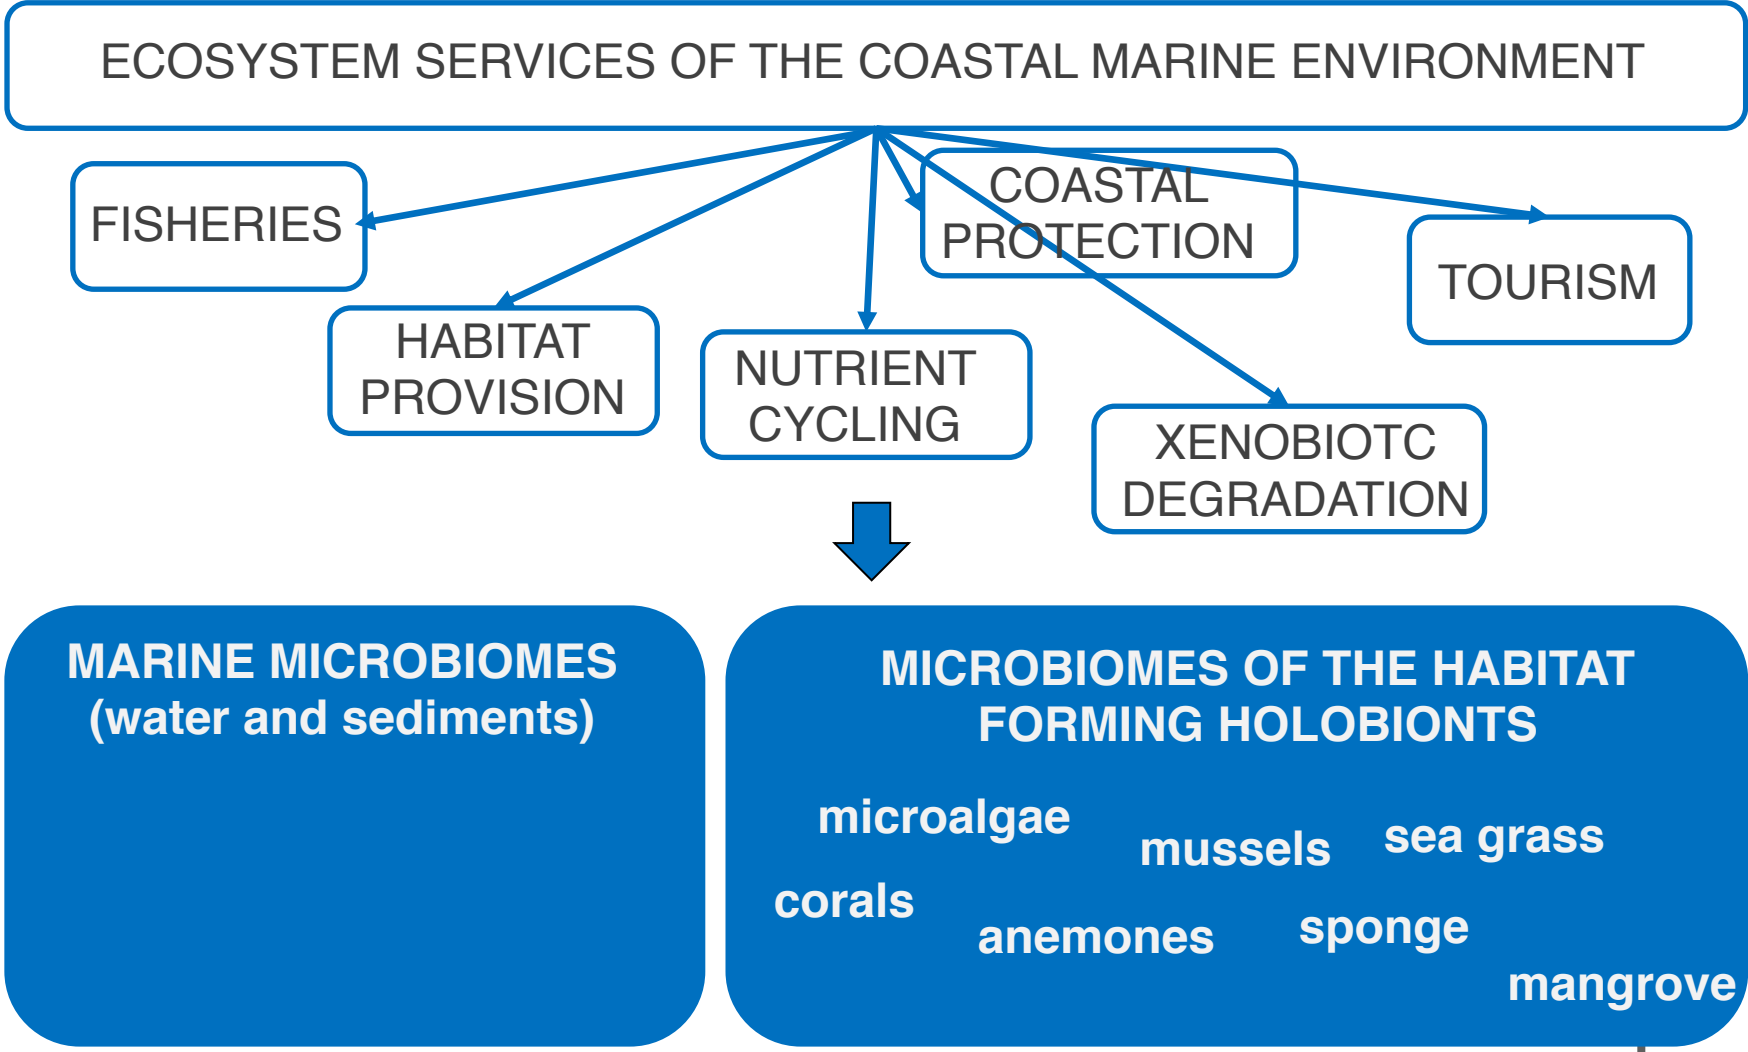 ECOSYSTEM SERVICES OF THE COASTAL MARINE ENVIRONMENT
FISHERIES
HABITAT
PROVISION
NUTRIENT
CYCLING
COASTAL
PROTECTION
XENOBIOTC
DEGRADATION
TOURISM
MARINE MICROBIOMES
(water and sediments)
MICROBIOMES OF THE HABITAT
FORMING HOLOBIONTS
microalgae
mussels
sea grass
corals
anemones
sponge
mangrove